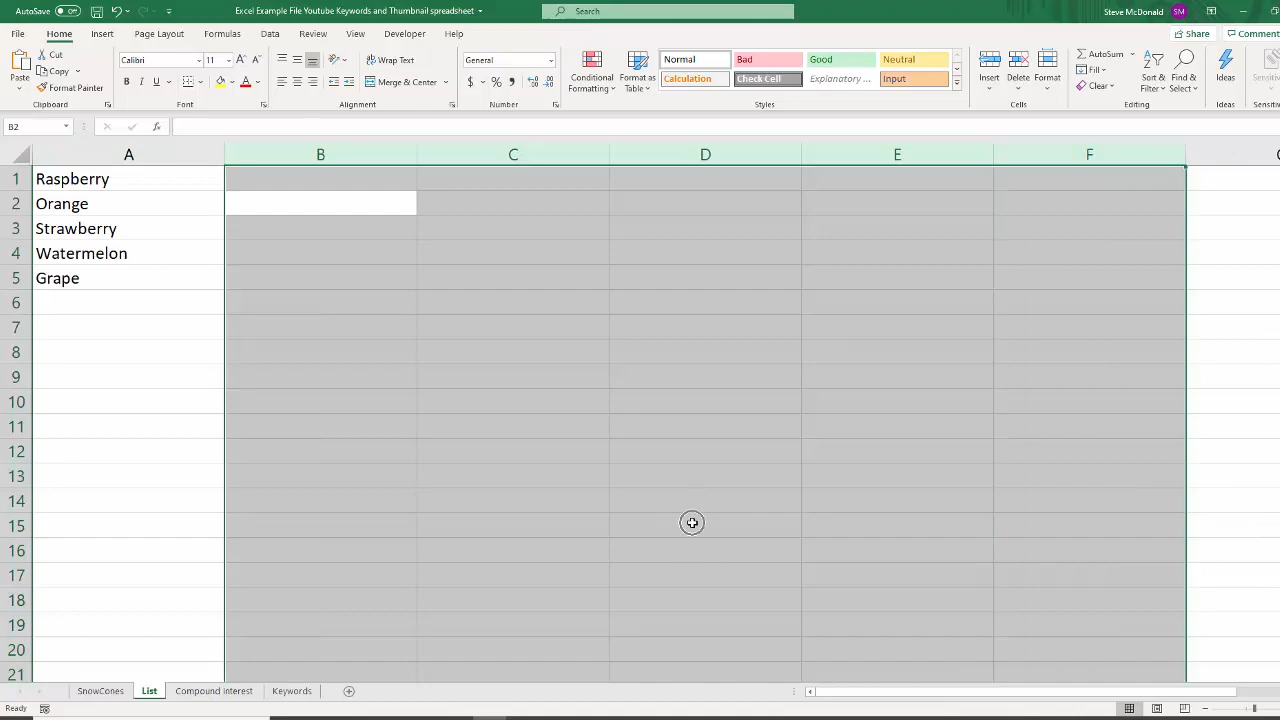 AutoSave Off Excel Example File Youtube Keywords and Thumbnail spreadsheet Search Steve McDonald SM
File Home Insert Page Layout Formulas Data Review View Developer Help Share Comment
Paste Cut Copy Format Painter Clipboard
Calibri 11 A A B I U A Font
Wrap Text Merge & Center Alignment
General $ % Number
Conditional Formatting Format as Table
Normal Bad Good Neutral
Calculation Check Cell Explanatory ... Input
Styles
Insert Delete Format Cells
AutoSum Fill Clear Sort & Filter Find & Select Editing
Ideas Ideas
Sensitiv
Sensitiv
B2 fx
A B C D E F
1 Raspberry
2 Orange
3 Strawberry
4 Watermelon
5 Grape
6
7
8
9
10
11
12
13
14
15
16
17
18
19
20
21
SnowCones List Compound Interest Keywords
Ready